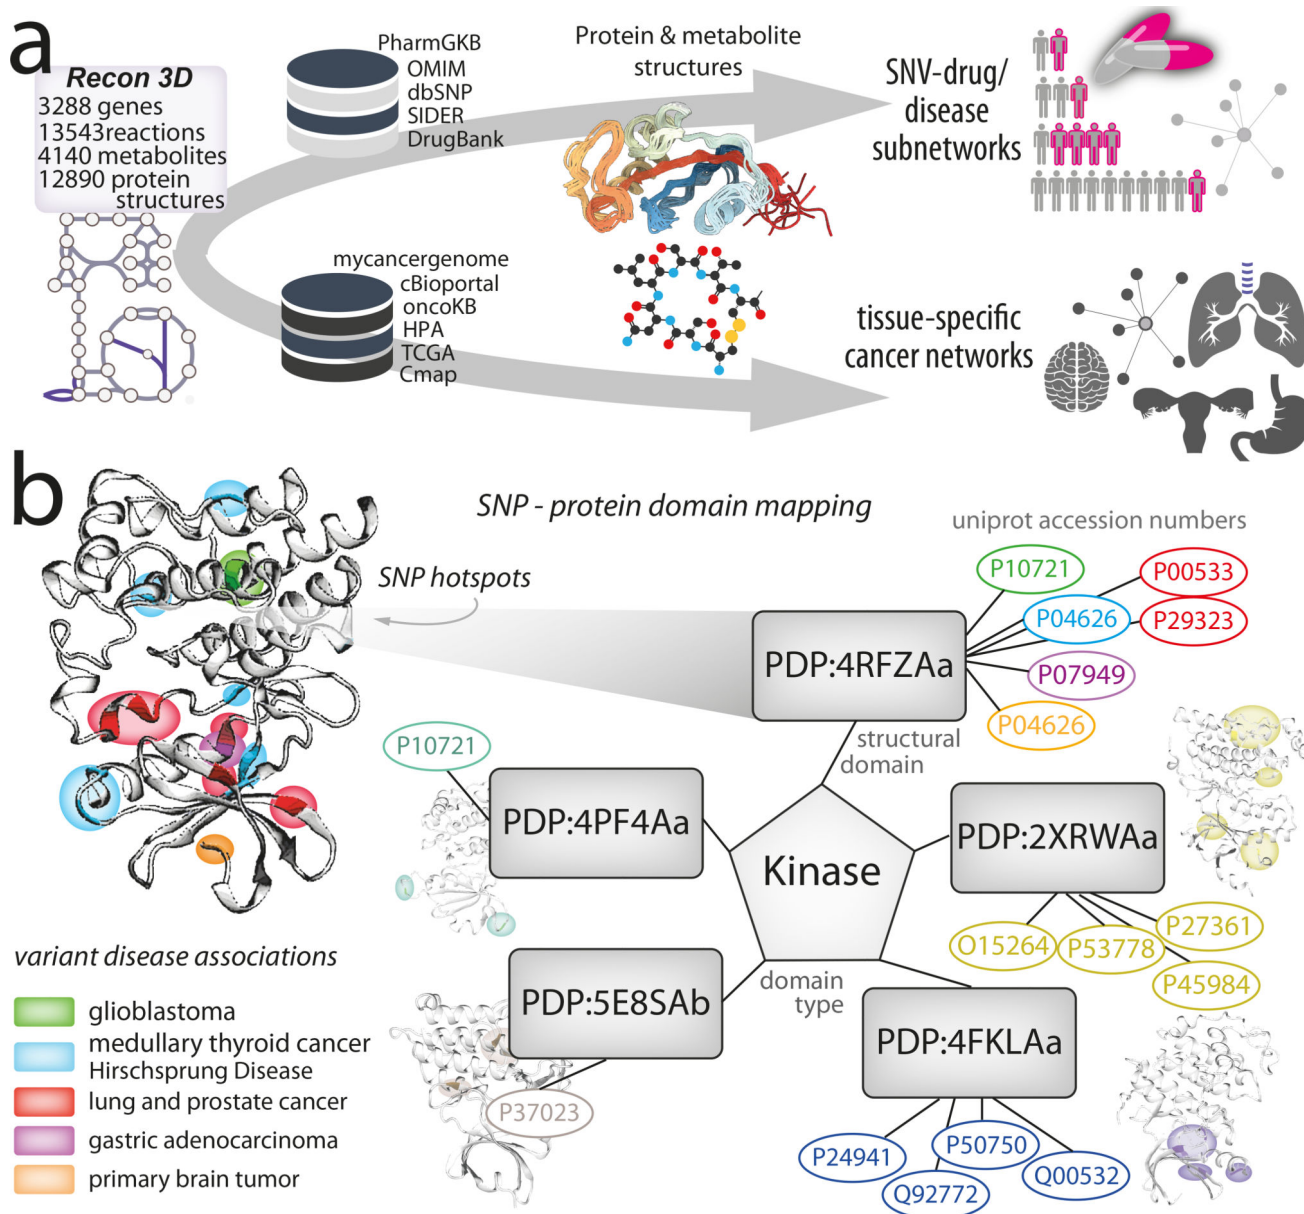 a
Recon 3D
3288 genes
13543reactions
4140 metabolites
12890 protein
structures
PharmGKB
OMIM
dbSNP
SIDER
DrugBank
mycancergenome
cBioportal
oncoKB
HPA
TCGA
Cmap
Protein & metabolite
structures
SNV-drug/
disease
subnetworks
tissue-specific
cancer networks
b
SNP - protein domain mapping
SNP hotspots
uniprot accession numbers
P10721
P00533
P04626
P29323
P07949
P04626
PDP:4RFZAa
structural
domain
P10721
PDP:4PF4Aa
Kinase
PDP:2XRWAa
O15264
P53778
P27361
P45984
PDP:5E8SAb
domain
type
P37023
PDP:4FKLAa
P24941
Q92772
P50750
Q00532
variant disease associations
glioblastoma
medullary thyroid cancer
Hirschsprung Disease
lung and prostate cancer
gastric adenocarcinoma
primary brain tumor